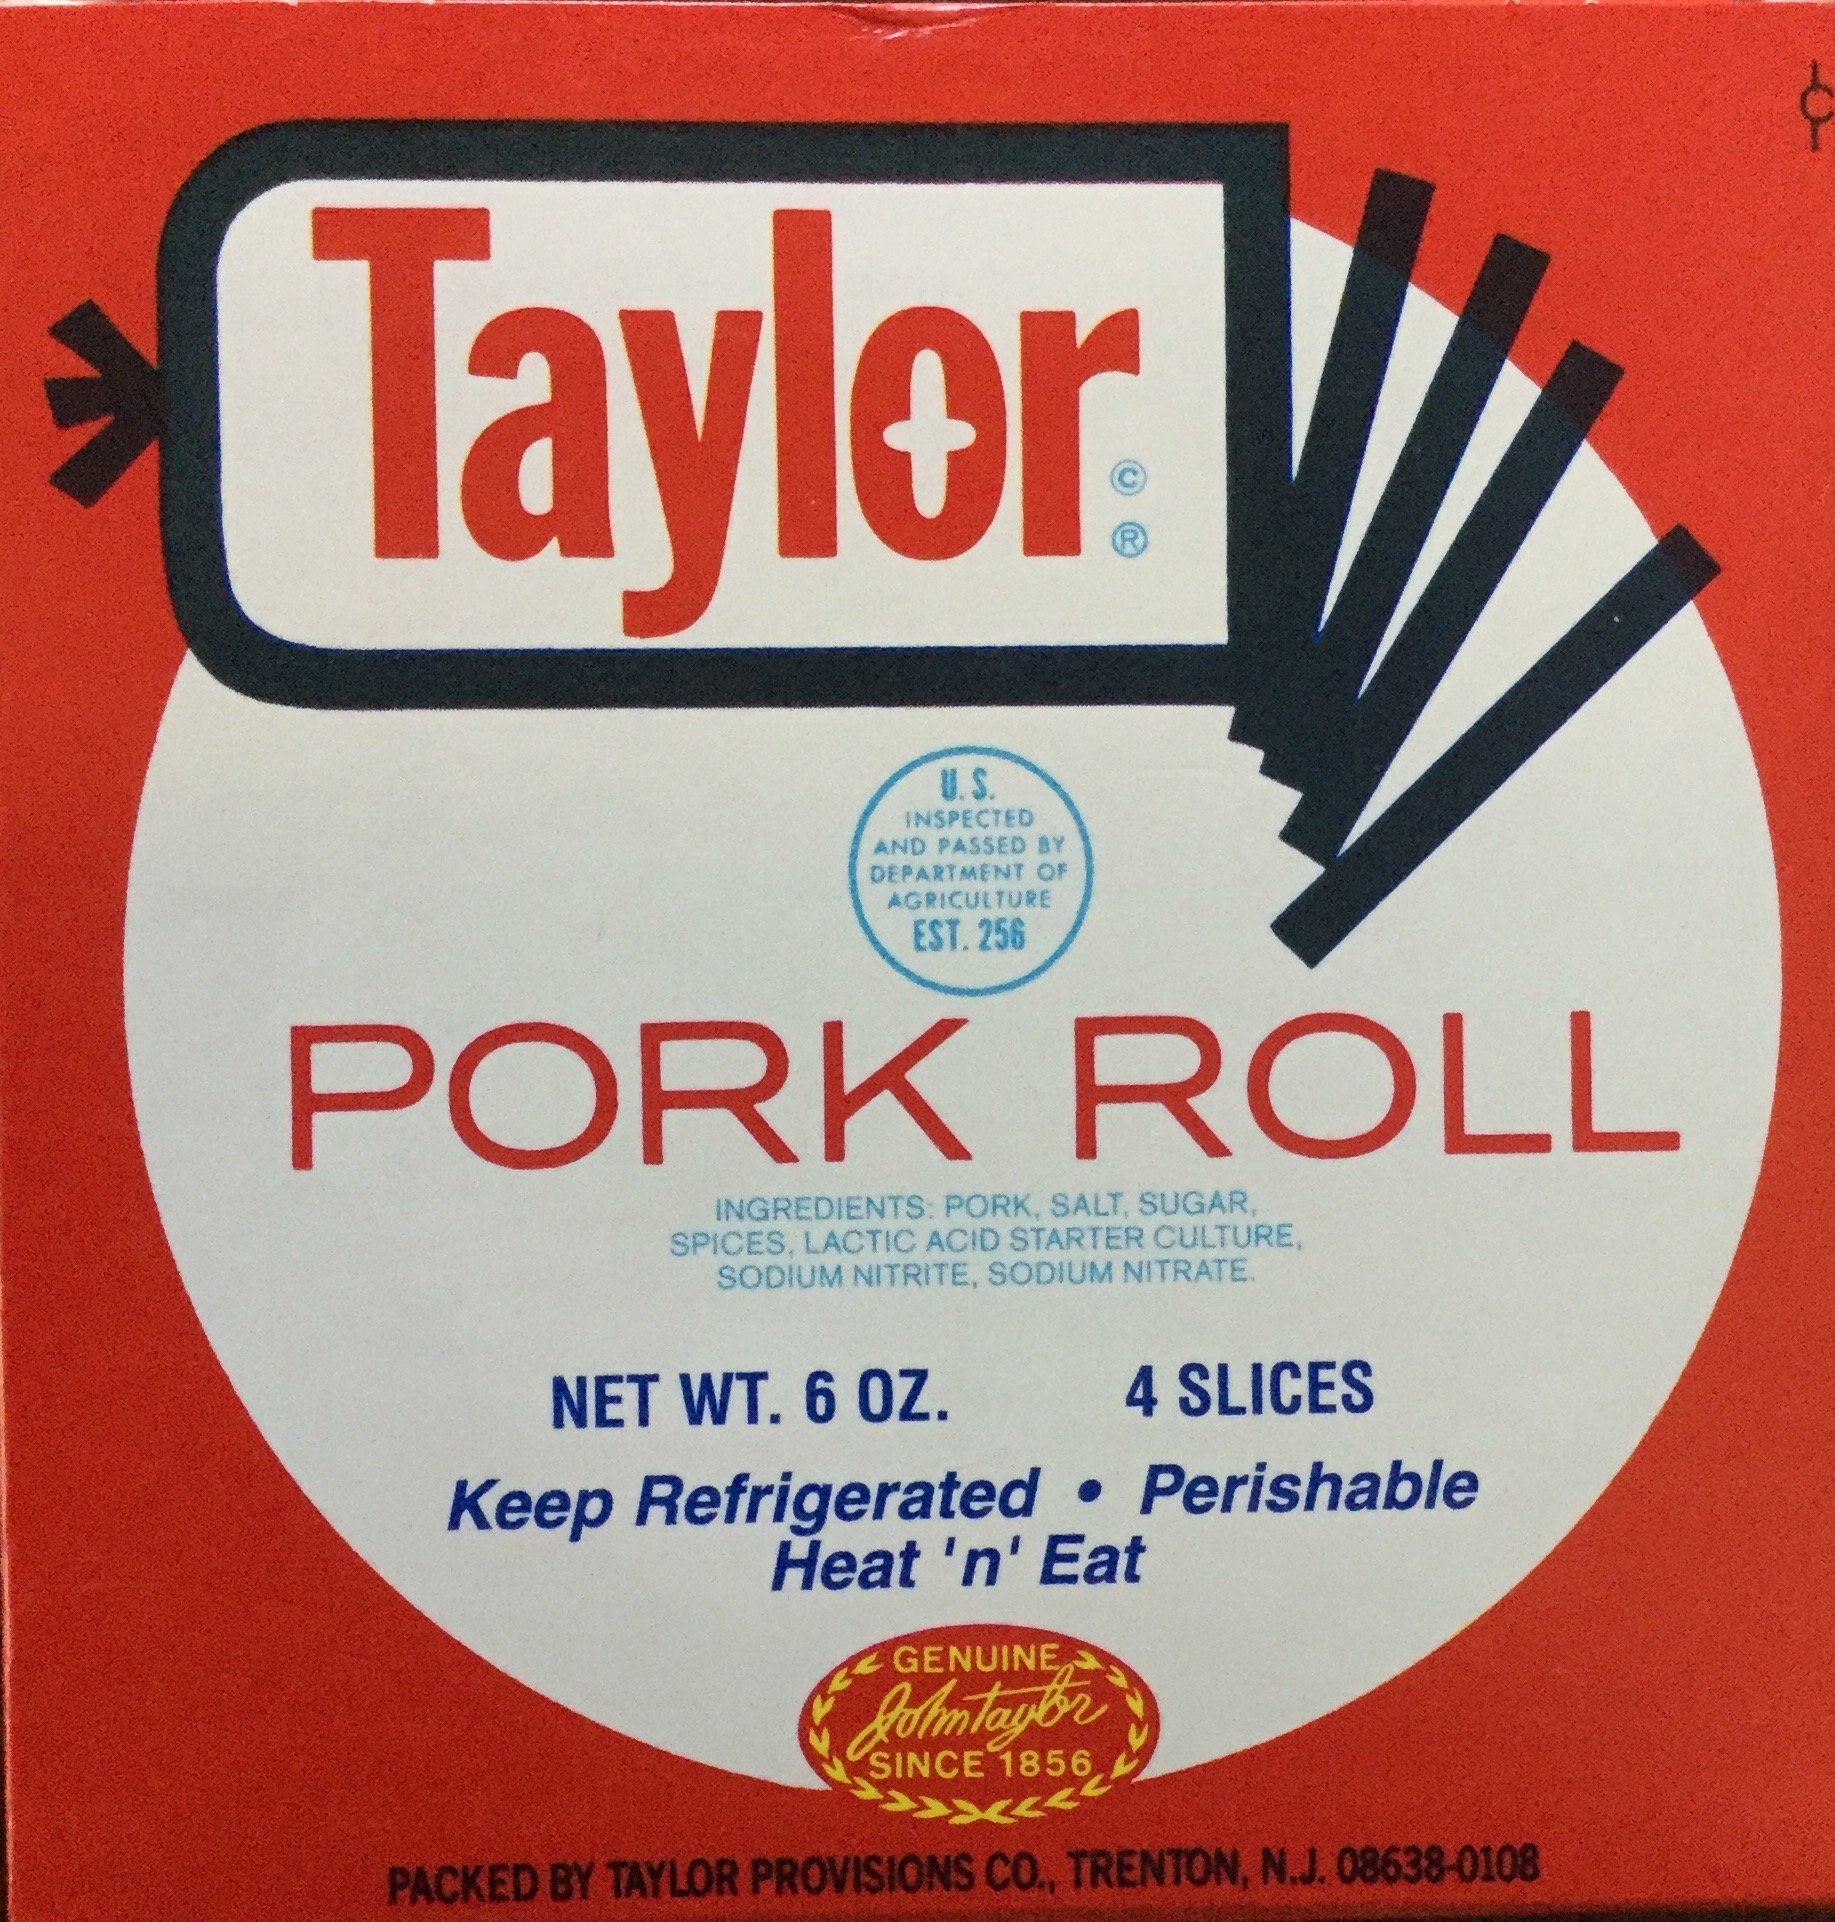 Taylor
©
®
U.S.
INSPECTED
AND PASSED BY
DEPARTMENT OF
AGRICULTURE
EST. 256
PORK ROLL
INGREDIENTS: PORK, SALT, SUGAR,
SPICES, LACTIC ACID STARTER CULTURE,
SODIUM NITRITE, SODIUM NITRATE.
NET WT. 6 OZ. 4 SLICES
Keep Refrigerated • Perishable
Heat 'n' Eat
GENUINE
John Taylor
SINCE 1856
PACKED BY TAYLOR PROVISIONS CO., TRENTON, N.J. 08638-0108